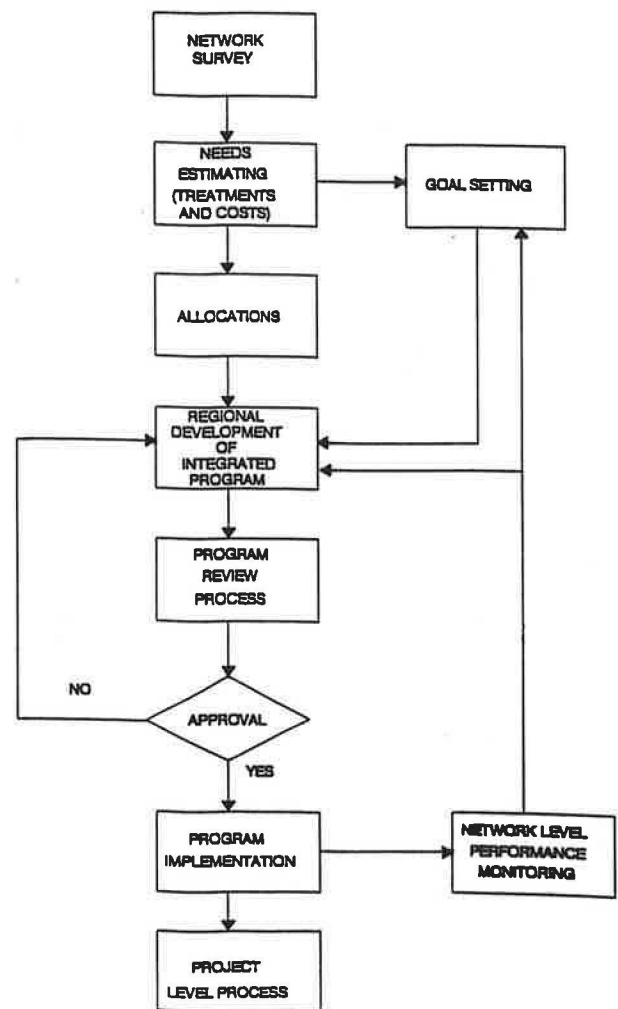 NETWORK
SURVEY
NEEDS
ESTIMATING
(TREATMENTS
AND COSTS)
GOAL SETTING
ALLOCATIONS
REGIONAL
DEVELOPMENT
OF
INTEGRATED
PROGRAM
PROGRAM
REVIEW
PROCESS
NO
APPROVAL
YES
PROGRAM
IMPLEMENTATION
NETWORK LEVEL
PERFORMANCE
MONITORING
PROJECT
LEVEL PROCESS